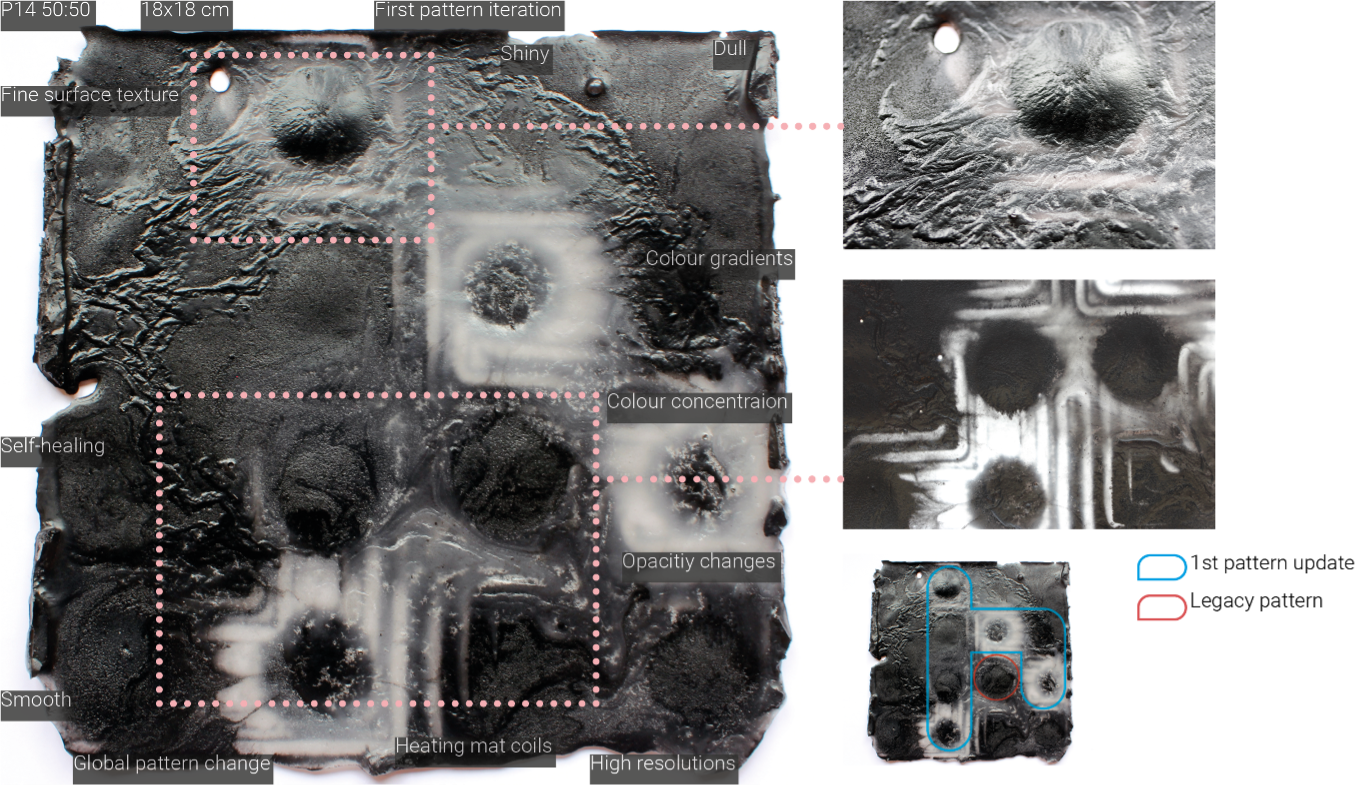 P14 50:50
18x18 cm
First pattern iteration
Shiny
Dull
Fine surface texture
Colour gradients
Colour concentraion
Self-healing
Opacitiy changes
1st pattern update
Legacy pattern
Smooth
Heating mat coils
Global pattern change
High resolutions